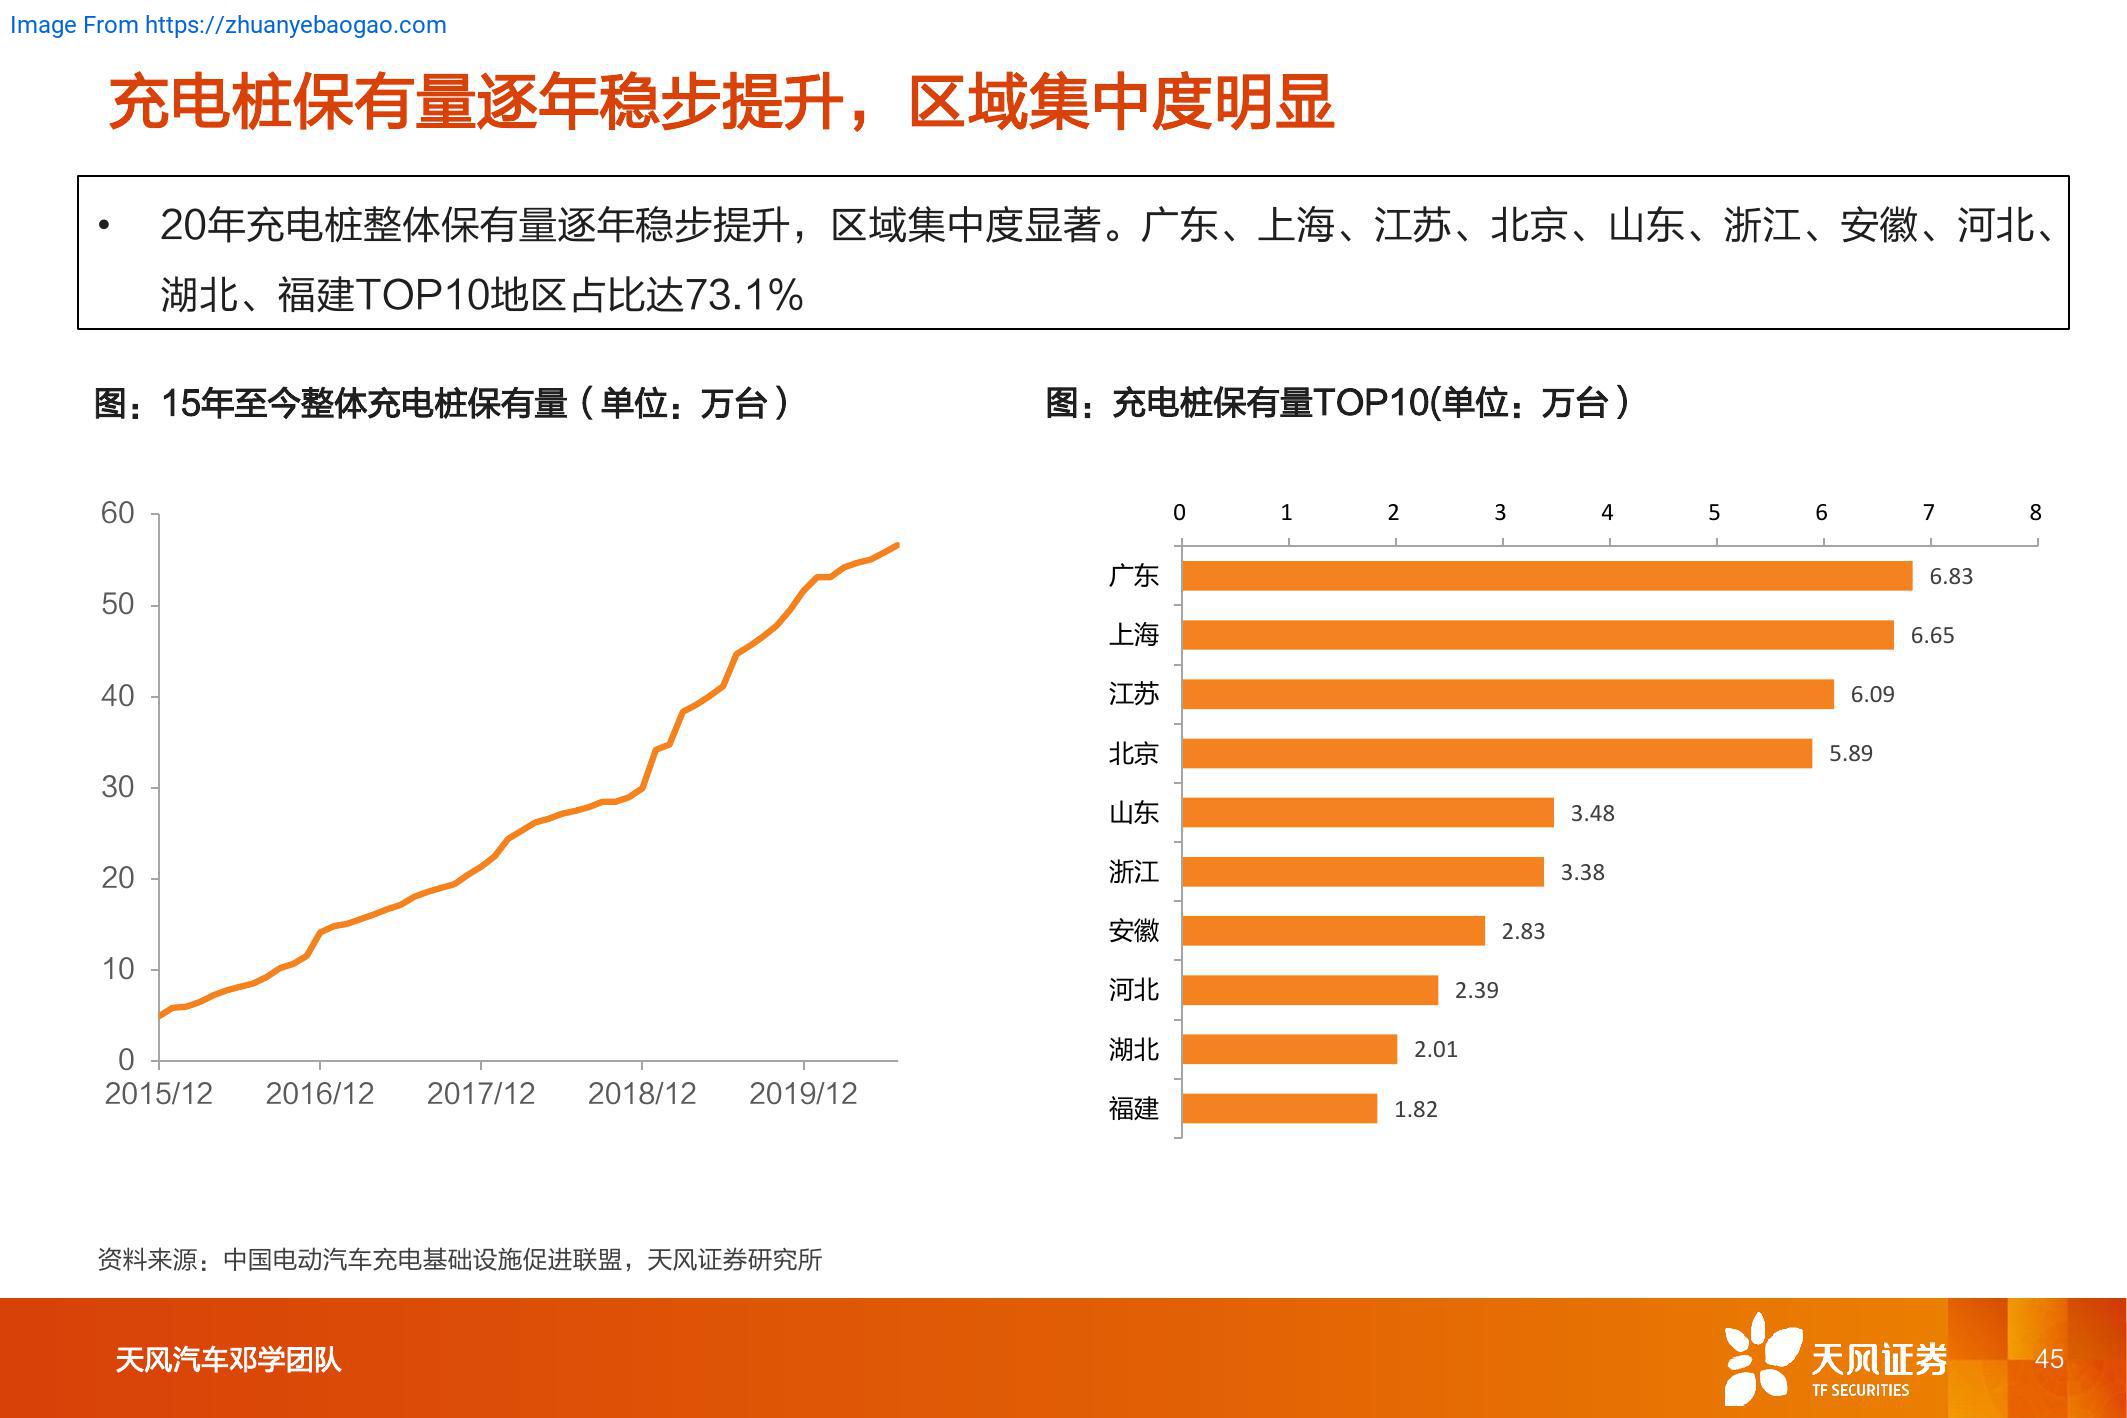 Image From https://zhuanyebaogao.com
充电桩保有量逐年稳步提升，区域集中度明显
• 20年充电桩整体保有量逐年稳步提升，区域集中度显著。广东、上海、江苏、北京、山东、浙江、安徽、河北、
湖北、福建TOP10地区占比达73.1%
图：15年至今整体充电桩保有量（单位：万台）
60
50
40
30
20
10
0
2015/12 2016/12 2017/12 2018/12 2019/12
图：充电桩保有量TOP10(单位：万台）
0 1 2 3 4 5 6 7 8
广东 6.83
上海 6.65
江苏 6.09
北京 5.89
山东 3.48
浙江 3.38
安徽 2.83
河北 2.39
湖北 2.01
福建 1.82
资料来源：中国电动汽车充电基础设施促进联盟，天风证券研究所
天风汽车邓学团队
天风证券
TF SECURITIES
45